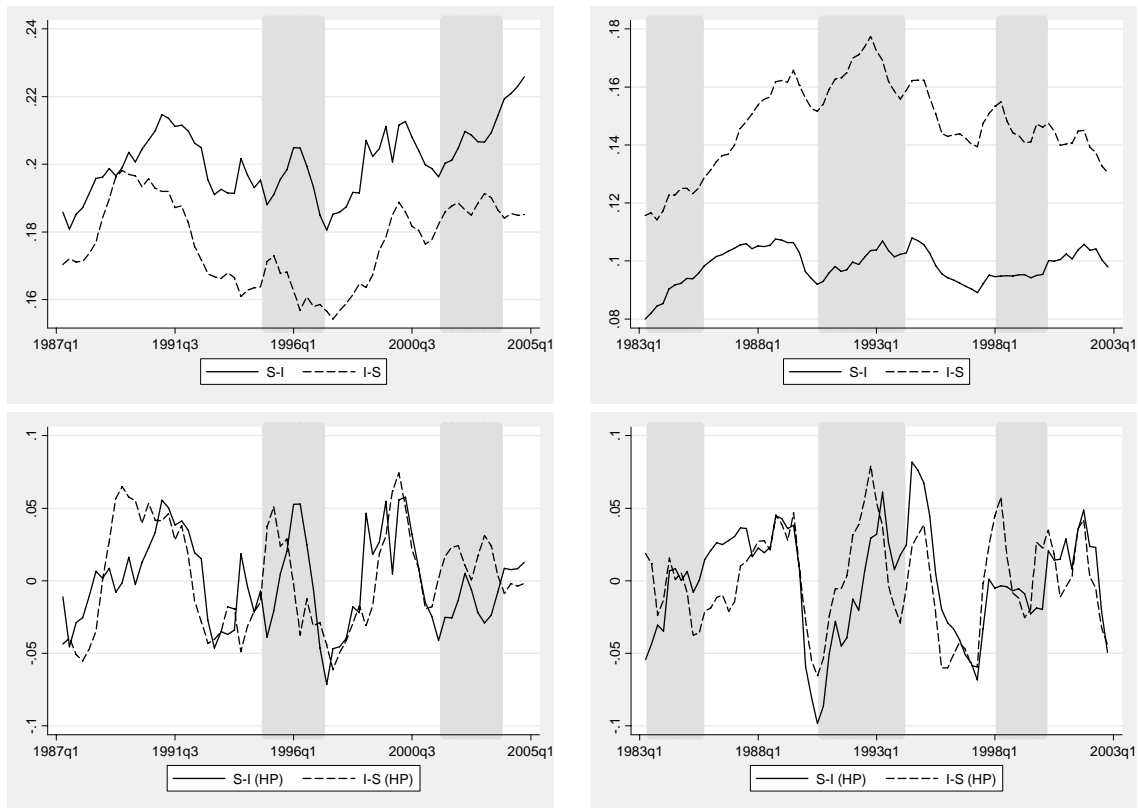 .24
.22
.2
.18
.16
1987q1 1991q3 1996q1 2000q3 2005q1
S-I I-S
.18
.16
.14
.12
.1
.08
1983q1 1988q1 1993q1 1998q1 2003q1
S-I I-S
.1
.05
0
-.05
-.1
1987q1 1991q3 1996q1 2000q3 2005q1
S-I (HP) I-S (HP)
.1
.05
0
-.05
-.1
1983q1 1988q1 1993q1 1998q1 2003q1
S-I (HP) I-S (HP)